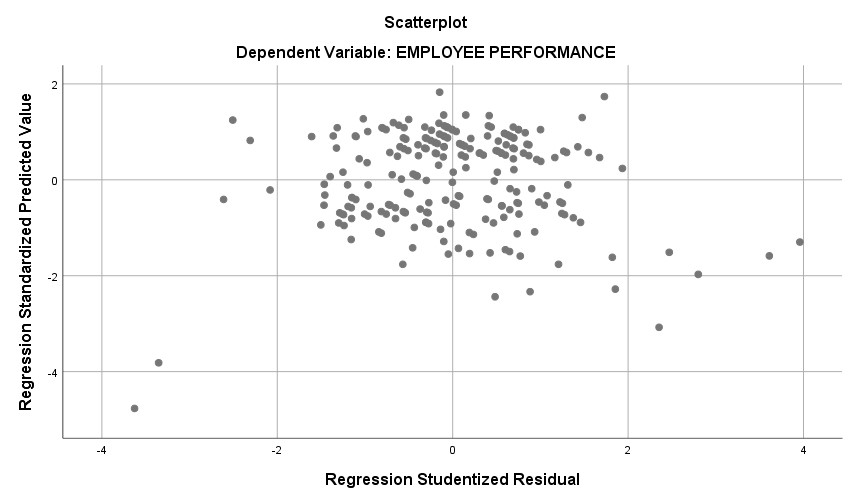 Scatterplot
Dependent Variable: EMPLOYEE PERFORMANCE
Regression Standardized Predicted Value
2
0
-2
-4
-4
-2
0
2
4
Regression Studentized Residual